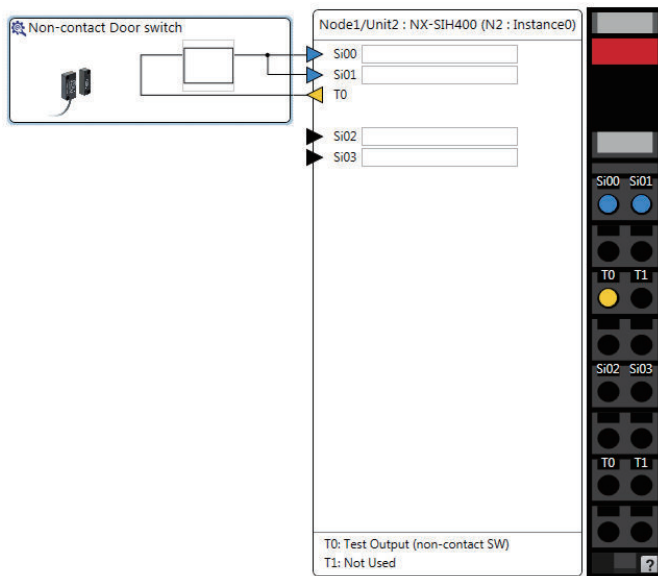 Non-contact Door switch
Node1/Unit2 : NX-SIH400 (N2 : Instance0)
Si00
Si01
T0
Si02
Si03
T0: Test Output (non-contact SW)
T1: Not Used
Si00 Si01
T0 T1
Si02 Si03
T0 T1
?